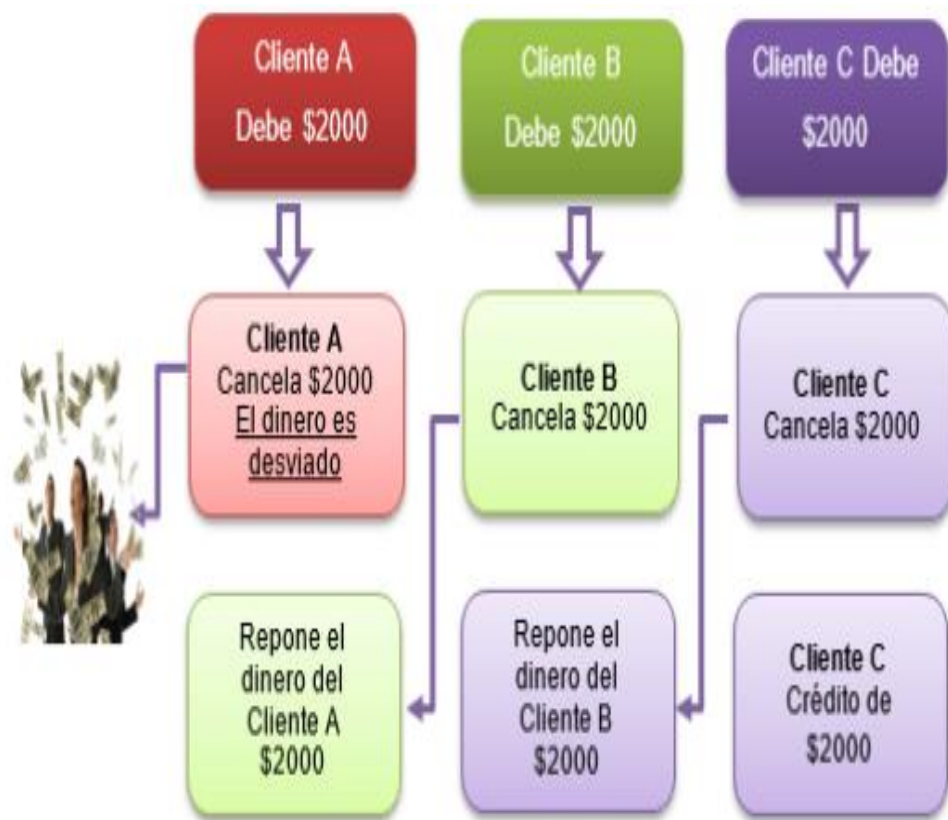 Cliente A
Debe $2000
Cliente B
Debe $2000
Cliente C Debe
$2000
Cliente A
Cancela $2000
El dinero es
desviado
Cliente B
Cancela $2000
Cliente C
Cancela $2000
Repone el
dinero del
Cliente A
$2000
Repone el
dinero del
Cliente B
$2000
Cliente C
Crédito de
$2000